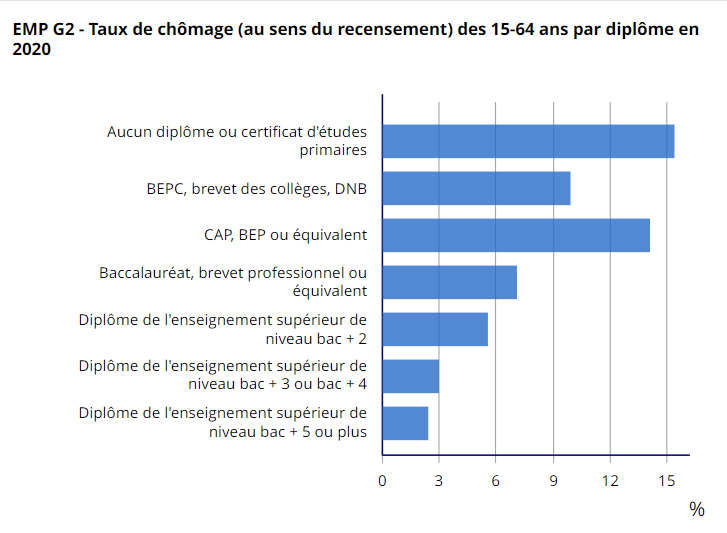 EMP G2 - Taux de chômage (au sens du recensement) des 15-64 ans par diplôme en
2020
Aucun diplôme ou certificat d'études
primaires
BEPC, brevet des collèges, DNB
CAP, BEP ou équivalent
Baccalauréat, brevet professionnel ou
équivalent
Diplôme de l'enseignement supérieur de
niveau bac + 2
Diplôme de l'enseignement supérieur de
niveau bac + 3 ou bac + 4
Diplôme de l'enseignement supérieur de
niveau bac + 5 ou plus
0 3 6 9 12 15
%